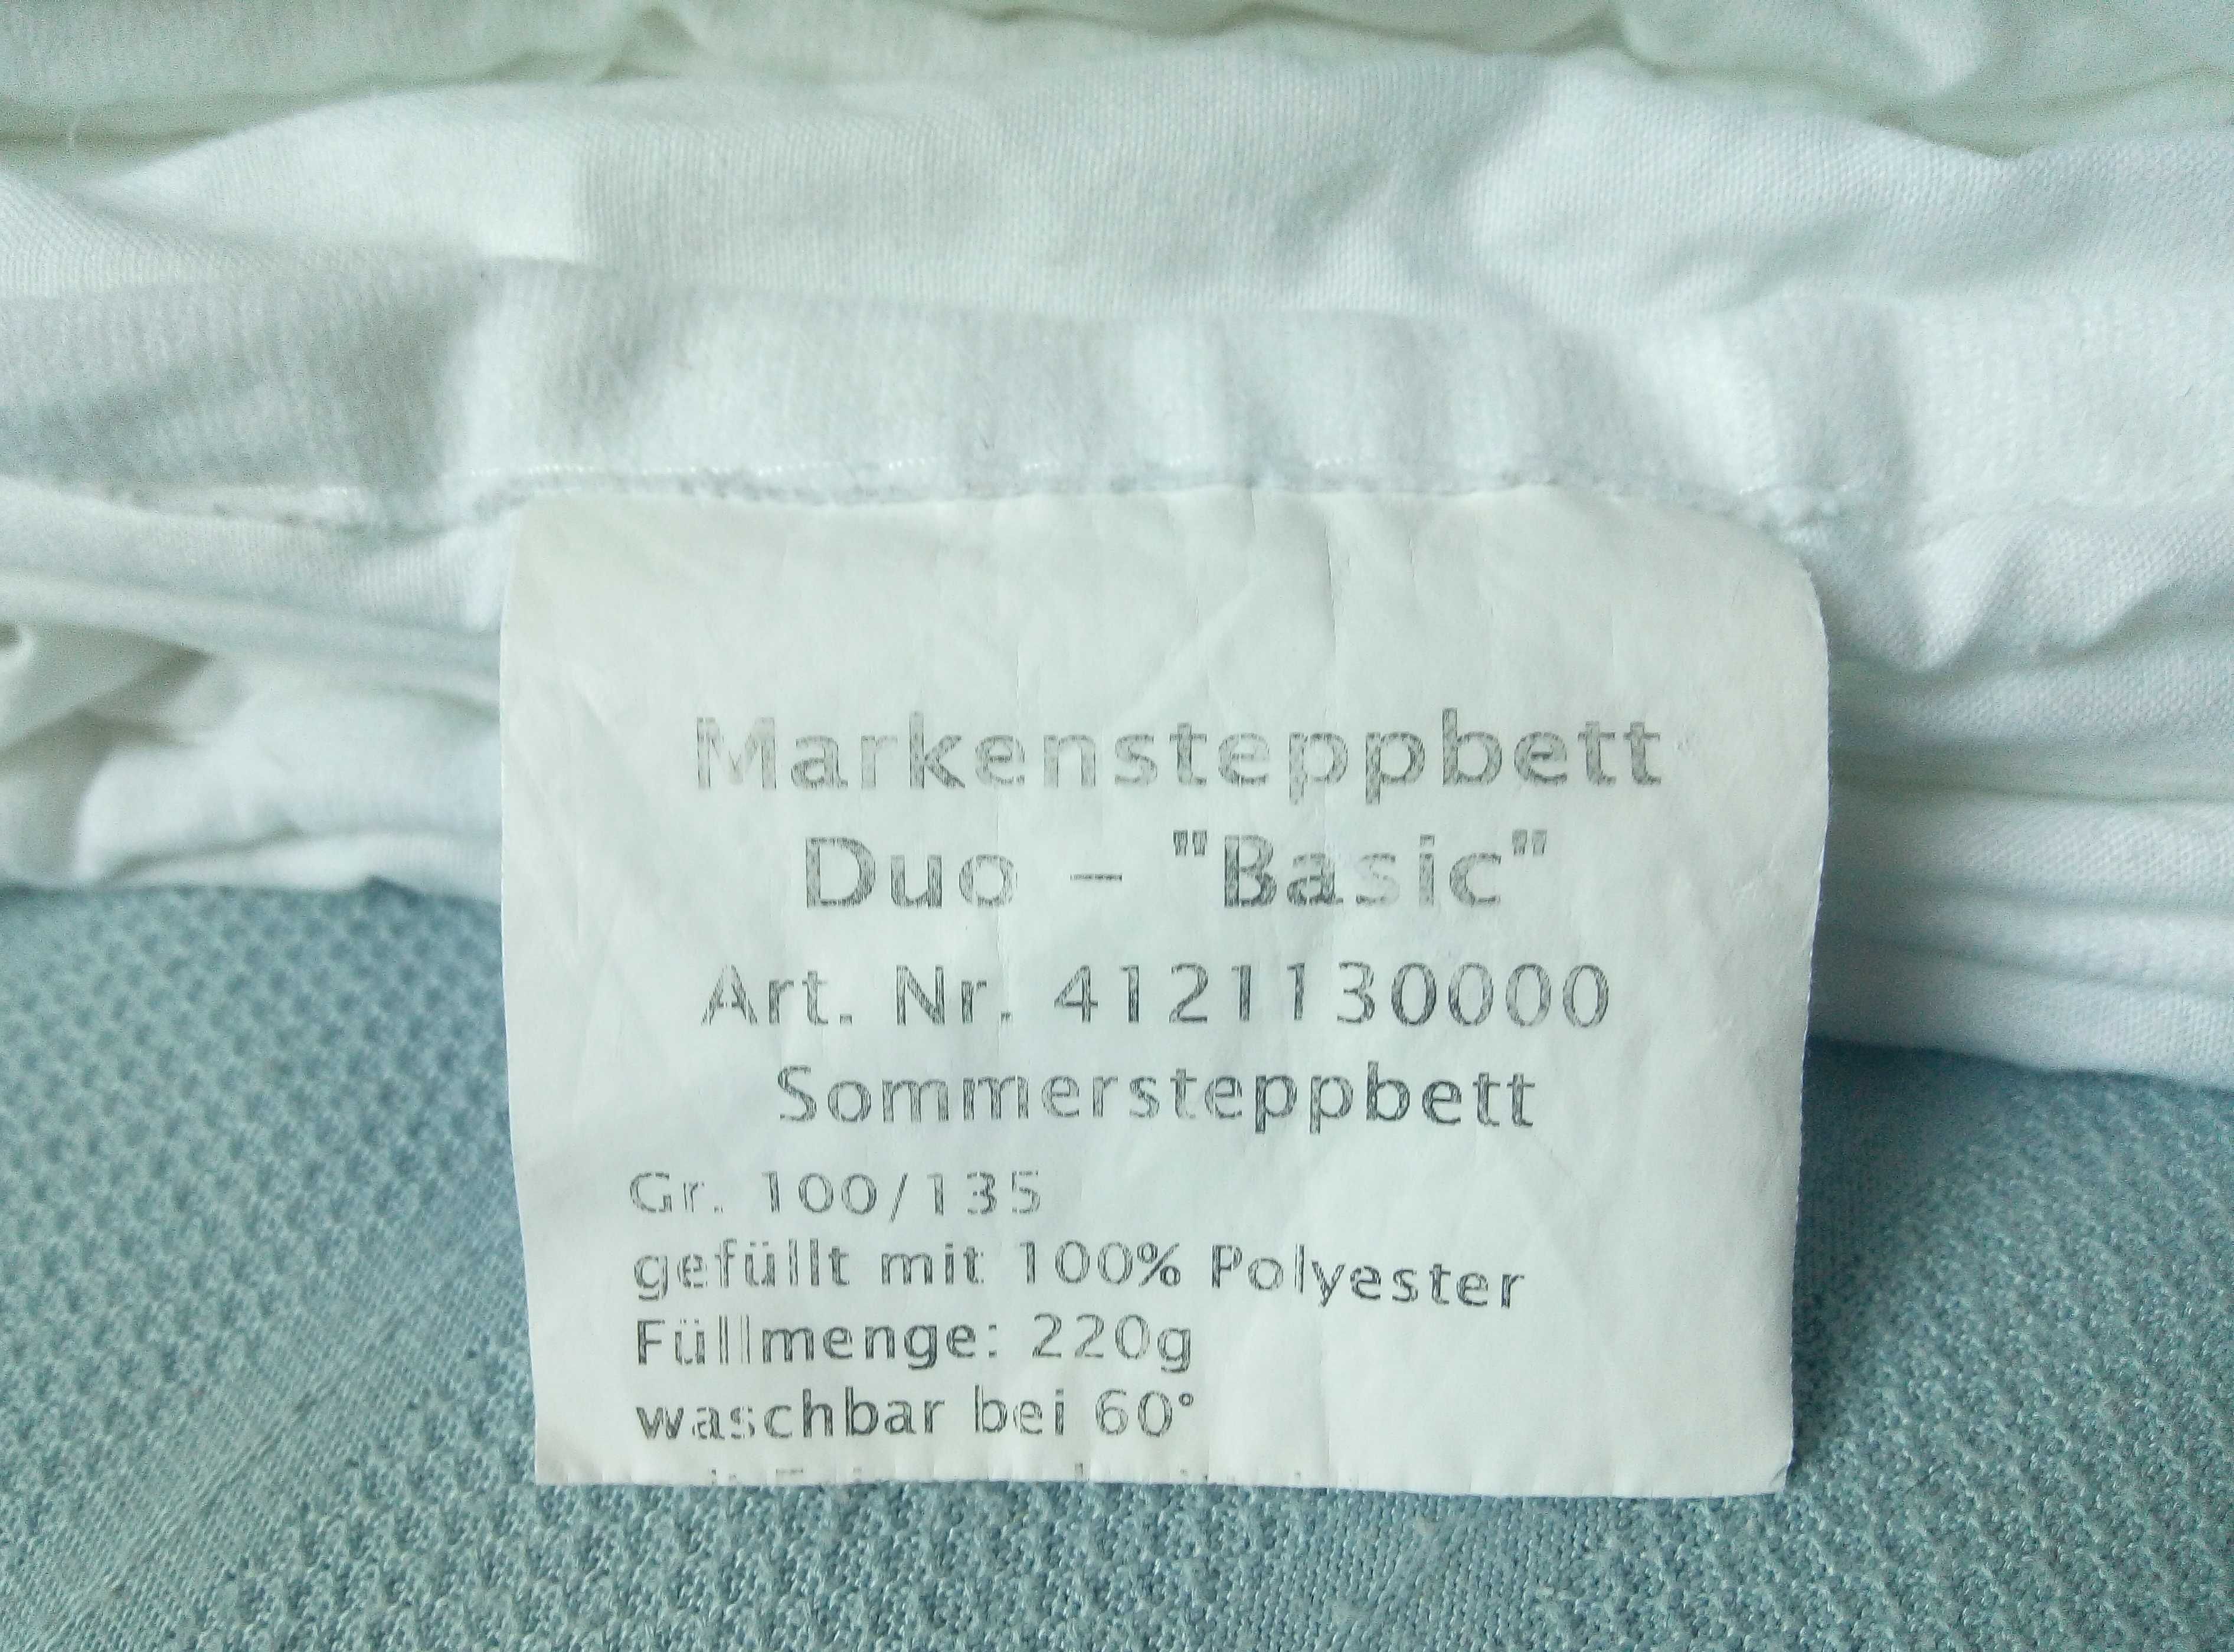 Markensteppbett
Duo - "Basic"
Art. Nr. 4121130000
Sommersteppbett
Gr. 100/135
gefüllt mit 100% Polyester
Füllmenge: 220g
waschbar bei 60°